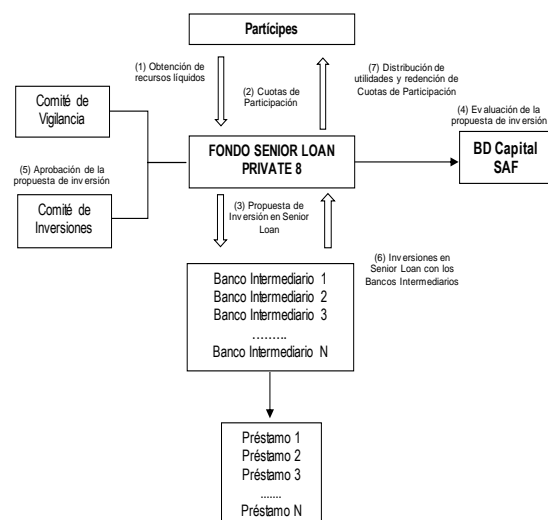 Partícipes
(1) Obtención de
recursos líquidos
(7) Distribución de
utilidades y redención de
Cuotas de Participación
(2) Cuotas de
Participación
Comité de
Vigilancia
(4) Evaluación de la
propuesta de inversión
FONDO SENIOR LOAN
PRIVATE 8
BD Capital
SAF
(5) Aprobación de la
propuesta de inversión
Comité de
Inversiones
(3) Propuesta de
Inversión en Senior
Loan
(6) Inversiones en
Senior Loan con los
Bancos Intermediarios
Banco Intermediario 1
Banco Intermediario 2
Banco Intermediario 3
.........
Banco Intermediario N
Préstamo 1
Préstamo 2
Préstamo 3
.......
Préstamo N